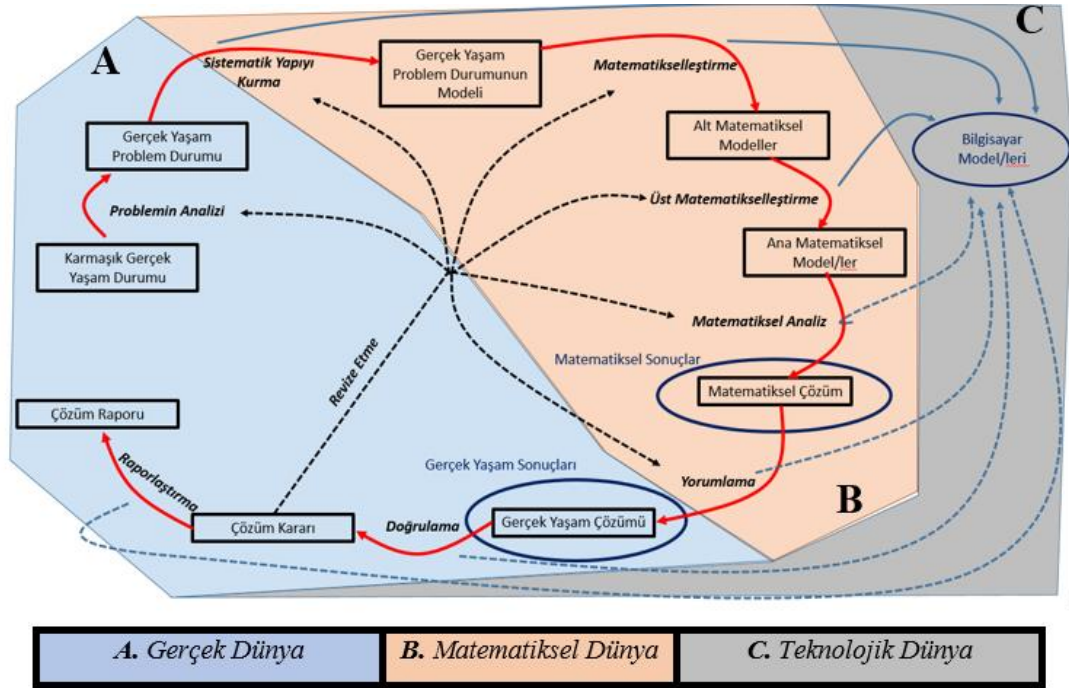 A
C
Sistematik Yapıyı
Kurma
Gerçek Yaşam
Problem Durumunun
Modeli
Matematikselleştirme
Gerçek Yaşam
Problem Durumu
Alt Matematiksel
Modeller
Bilgisayar
Model/leri
Problemin Analizi
Üst Matematikselleştirme
Karmaşık Gerçek
Yaşam Durumu
Ana Matematiksel
Model/ler
Matematiksel Analiz
Revize Etme
Matematiksel Sonuçlar
Matematiksel Çözüm
Çözüm Raporu
Raporlaştırma
Gerçek Yaşam Sonuçları
Yorumlama
B
Çözüm Kararı
Doğrulama
Gerçek Yaşam Çözümü
A. Gerçek Dünya
B. Matematiksel Dünya
C. Teknolojik Dünya